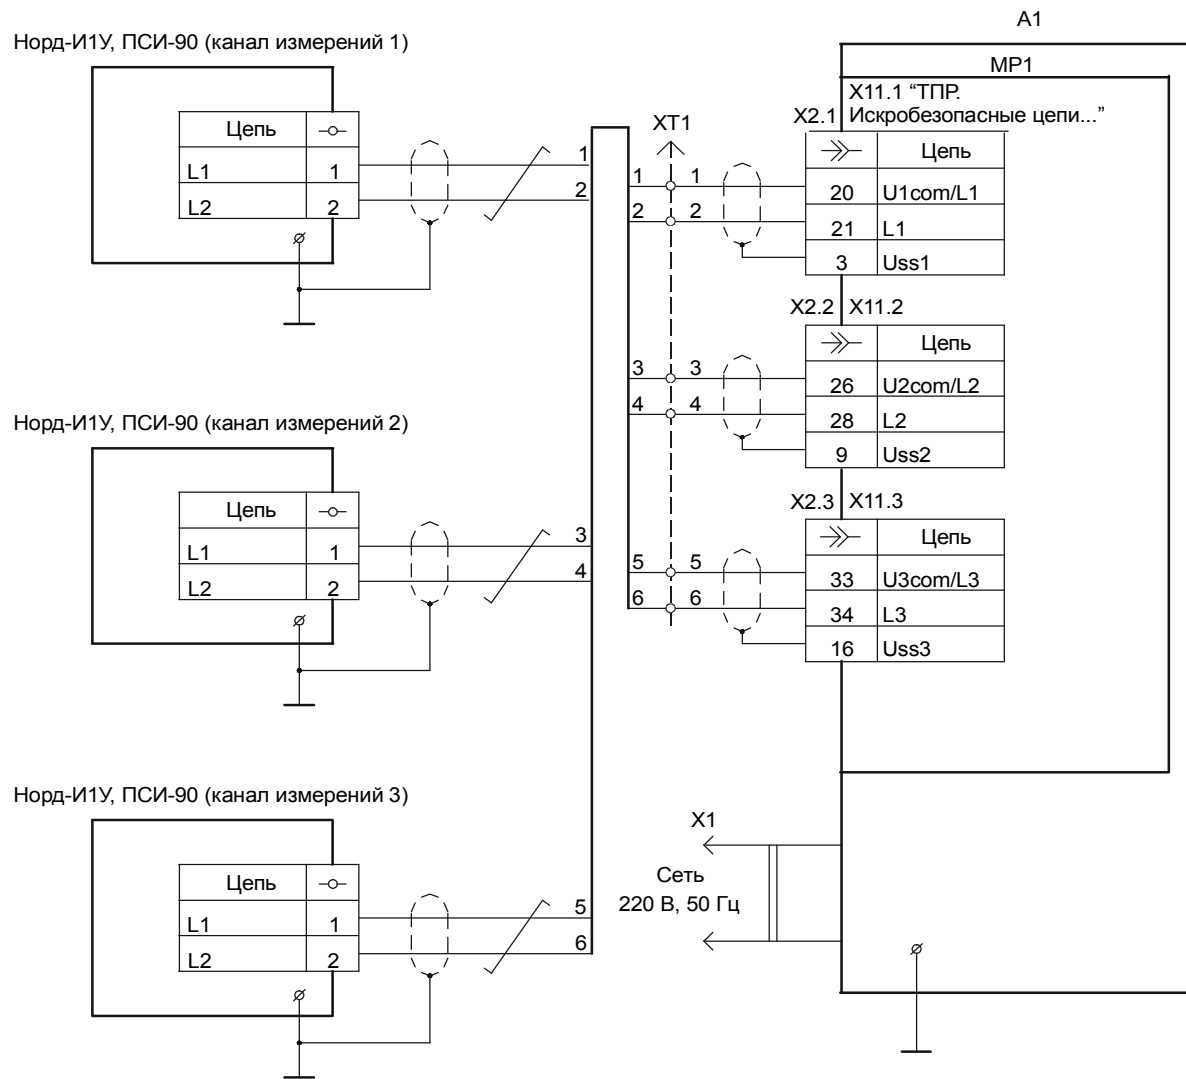 A1
Норд-И1У, ПСИ-90 (канал измерений 1)
MP1
X11.1 “ТПР.
Искробезопасные цепи...”
X2.1
XT1
Цепь
L1 1
L2 2
1
2
1 1
2 2
Цепь
20 U1com/L1
21 L1
3 Uss1
X2.2 X11.2
Цепь
3 3
4 4
26 U2com/L2
28 L2
9 Uss2
Норд-И1У, ПСИ-90 (канал измерений 2)
X2.3 X11.3
Цепь
L1 1
L2 2
3
4
Цепь
5 5
6 6
33 U3com/L3
34 L3
16 Uss3
Норд-И1У, ПСИ-90 (канал измерений 3)
X1
Сеть
220 В, 50 Гц
Цепь
L1 1
L2 2
5
6